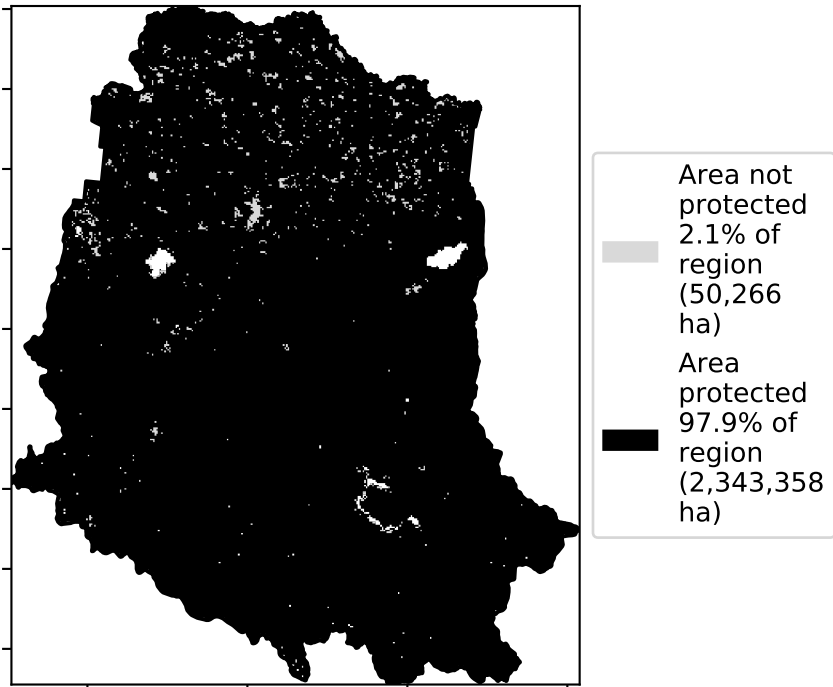 Area not
protected
2.1% of
region
(50,266
ha)
Area
protected
97.9% of
region
(2,343,358
ha)